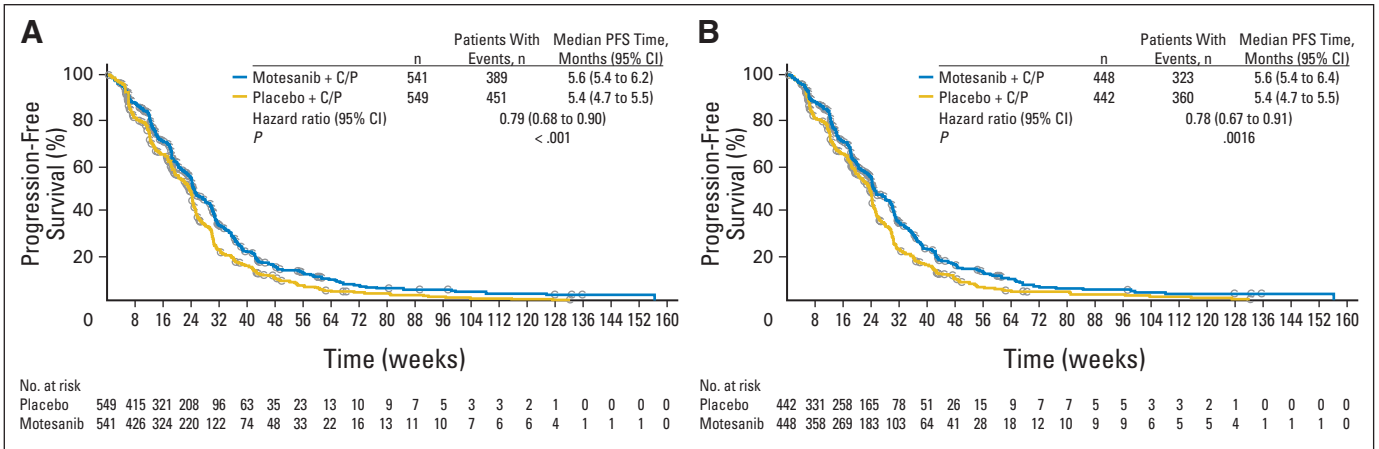 A
Patients With Median PFS Time,
n Events, n Months (95% CI)
Motesanib + C/P 541 389 5.6 (5.4 to 6.2)
Placebo + C/P 549 451 5.4 (4.7 to 5.5)
Hazard ratio (95% CI) 0.79 (0.68 to 0.90)
P < .001
Progression-Free
Survival (%)
100
80
60
40
20
0 8 16 24 32 40 48 56 64 72 80 88 96 104 112 120 128 136 144 152 160
Time (weeks)
No. at risk
Placebo 549 415 321 208 96 63 35 23 13 10 9 7 5 3 3 2 1 0 0 0 0
Motesanib 541 426 324 220 122 74 48 33 22 16 13 11 10 7 6 6 4 1 1 1 0
B
Patients With Median PFS Time,
n Events, n Months (95% CI)
Motesanib + C/P 448 323 5.6 (5.4 to 6.4)
Placebo + C/P 442 360 5.4 (4.7 to 5.5)
Hazard ratio (95% CI) 0.78 (0.67 to 0.91)
P .0016
Progression-Free
Survival (%)
100
80
60
40
20
0 8 16 24 32 40 48 56 64 72 80 88 96 104 112 120 128 136 144 152 160
Time (weeks)
No. at risk
Placebo 442 331 258 165 78 51 26 15 9 7 7 5 5 3 3 2 1 0 0 0 0
Motesanib 448 358 269 183 103 64 41 28 18 12 10 9 9 6 5 5 4 1 1 1 0